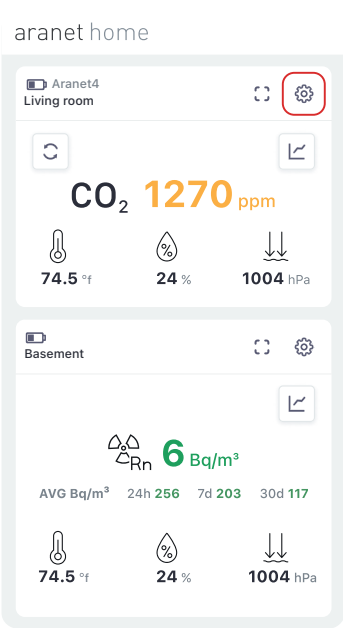 aranet home
Aranet4
Living room
CO₂ 1270 ppm
%
74.5 °f 24 % 1004 hPa
Basement
Rn 6 Bq/m³
AVG Bq/m³ 24h 256 7d 203 30d 117
%
74.5 °f 24 % 1004 hPa